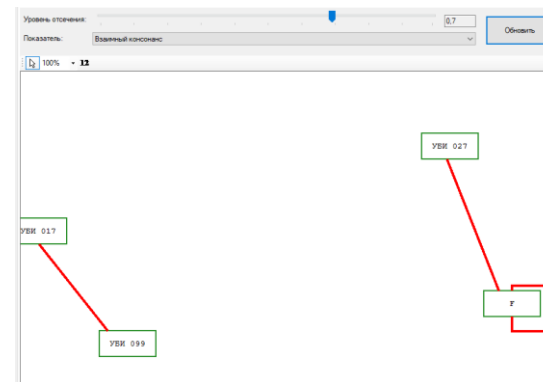 Уровень отсечения:
0,7
Обновить
Показатель:
Взаимный консонанс
100%
12
УБИ 027
УБИ 017
F
УБИ 099